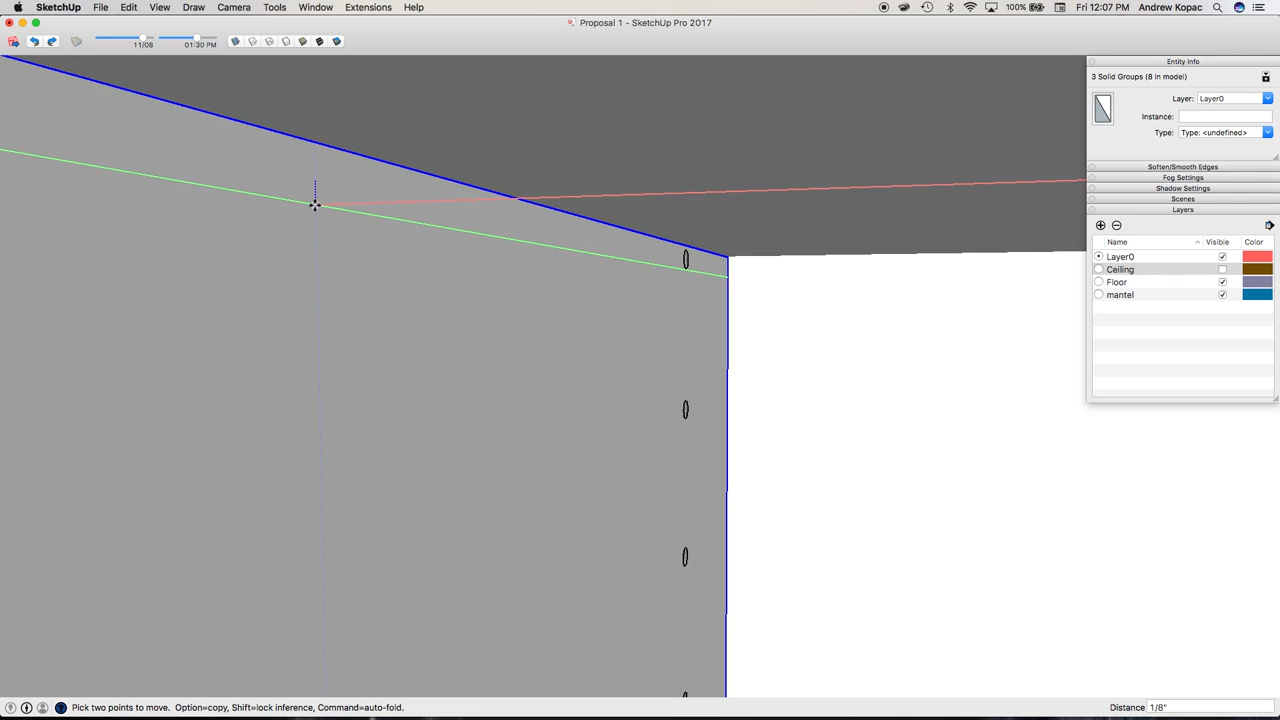 SketchUp File Edit View Draw Camera Tools Window Extensions Help 100% Fri 12:07 PM Andrew Kopac
Proposal 1 - SketchUp Pro 2017
11/08 01:30 PM
Entity Info
3 Solid Groups (8 in model)
Layer: Layer0
Instance:
Type: Type: <undefined>
Soften/Smooth Edges
Fog Settings
Shadow Settings
Scenes
Layers
Name Visible Color
Layer0
Ceiling
Floor
mantel
Pick two points to move. Option=copy, Shift=lock inference, Command=auto-fold. Distance 1/8"